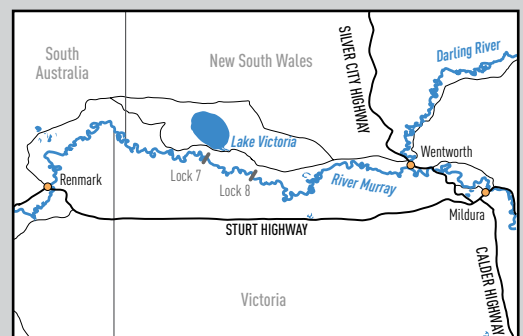 South
Australia
New South Wales
SILVER CITY HIGHWAY
Darling River
Lake Victoria
Wentworth
Lock 7
Renmark
Lock 8
River Murray
Mildura
STURT HIGHWAY
CALDER HIGHWAY
Victoria